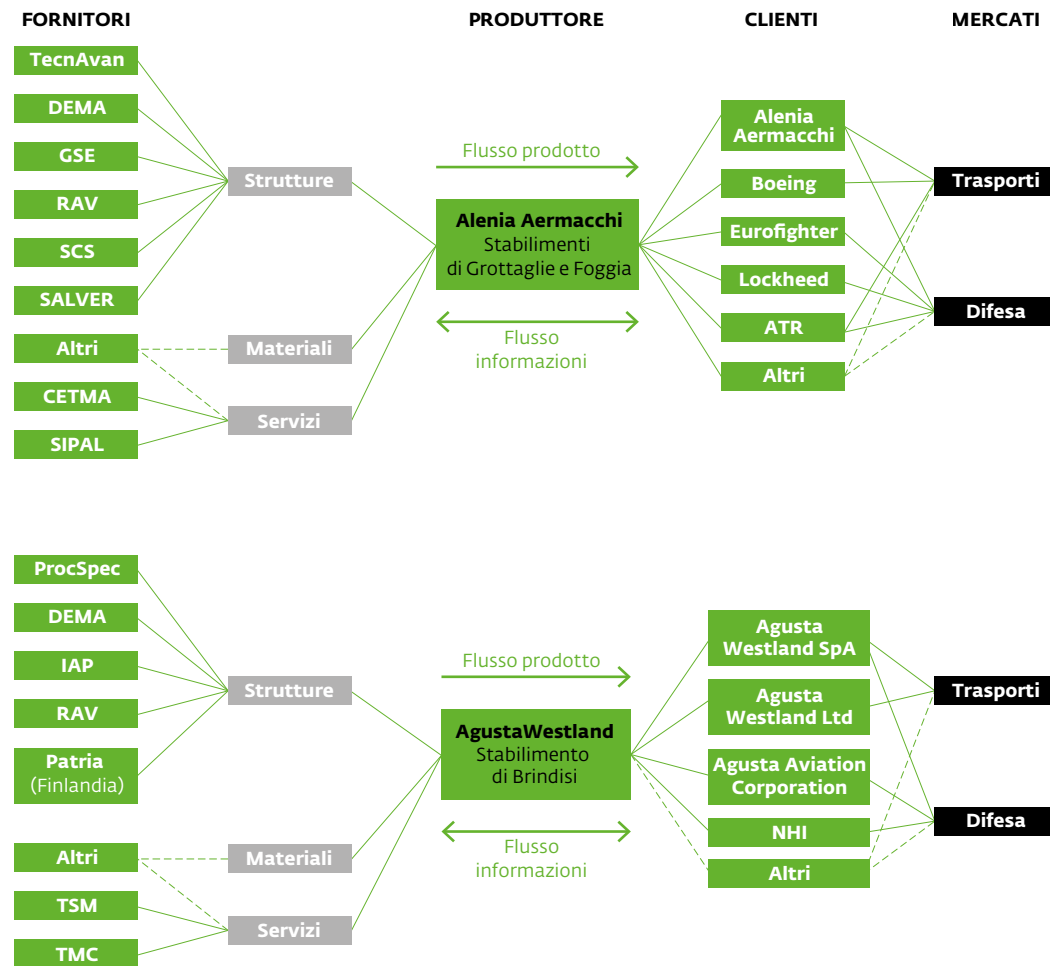 FORNITORI
PRODUTTORE
CLIENTI
MERCATI
TecnAvan
DEMA
GSE
RAV
SCS
SALVER
Altri
CETMA
SIPAL
Strutture
Materiali
Servizi
Flusso prodotto
Alenia Aermacchi
Stabilimenti
di Grottaglie e Foggia
Flusso
informazioni
Alenia
Aermacchi
Boeing
Eurofighter
Lockheed
ATR
Altri
Trasporti
Difesa
ProcSpec
DEMA
IAP
RAV
Patria
(Finlandia)
Altri
TSM
TMC
Strutture
Materiali
Servizi
Flusso prodotto
AgustaWestland
Stabilimento
di Brindisi
Flusso
informazioni
Agusta
Westland SpA
Agusta
Westland Ltd
Agusta Aviation
Corporation
NHI
Altri
Trasporti
Difesa